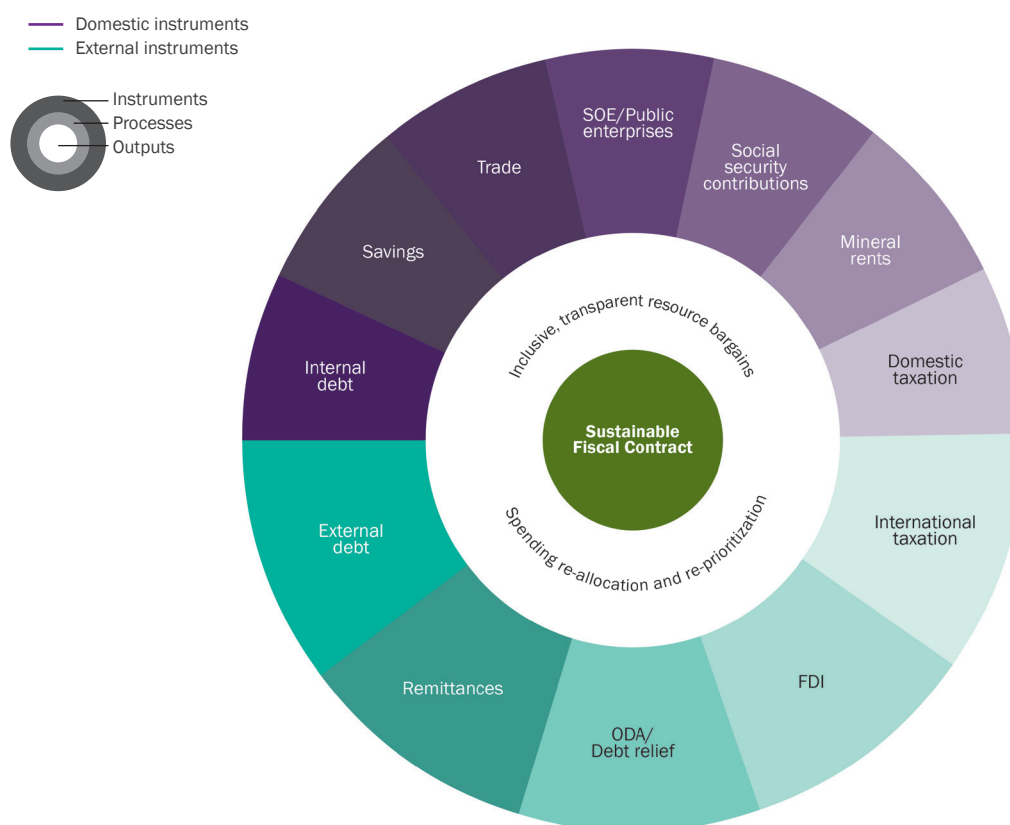 Domestic instruments
External instruments
Instruments
Processes
Outputs
SOE/Public
enterprises
Social
security
contributions
Trade
Mineral
rents
Savings
Internal
debt
Domestic
taxation
Inclusive, transparent resource bargains
Sustainable
Fiscal Contract
Spending re-allocation and re-prioritization
External
debt
International
taxation
Remittances
FDI
ODA/
Debt relief